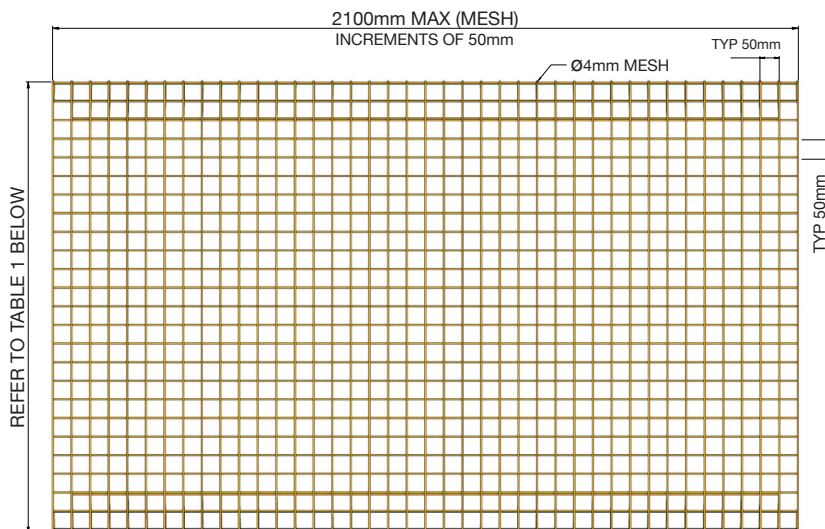 2100mm MAX (MESH)
INCREMENTS OF 50mm
TYP 50mm
Ø4mm MESH
REFER TO TABLE 1 BELOW
TYP 50mm